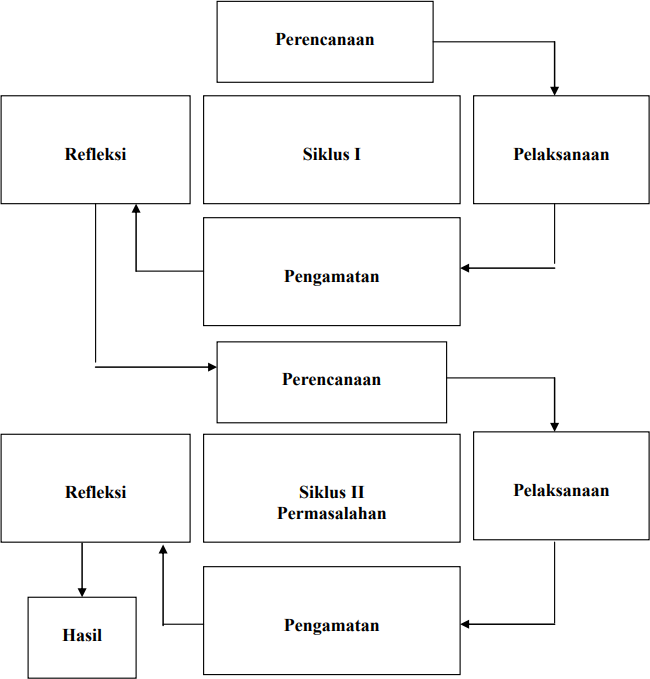 Perencanaan
Refleksi
Siklus I
Pelaksanaan
Pengamatan
Perencanaan
Refleksi
Siklus II
Permasalahan
Pelaksanaan
Pengamatan
Hasil